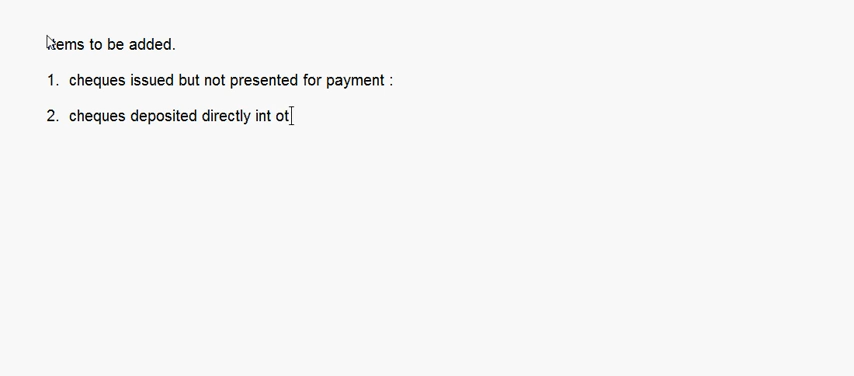 items to be added.
1. cheques issued but not presented for payment :
2. cheques deposited directly int ot